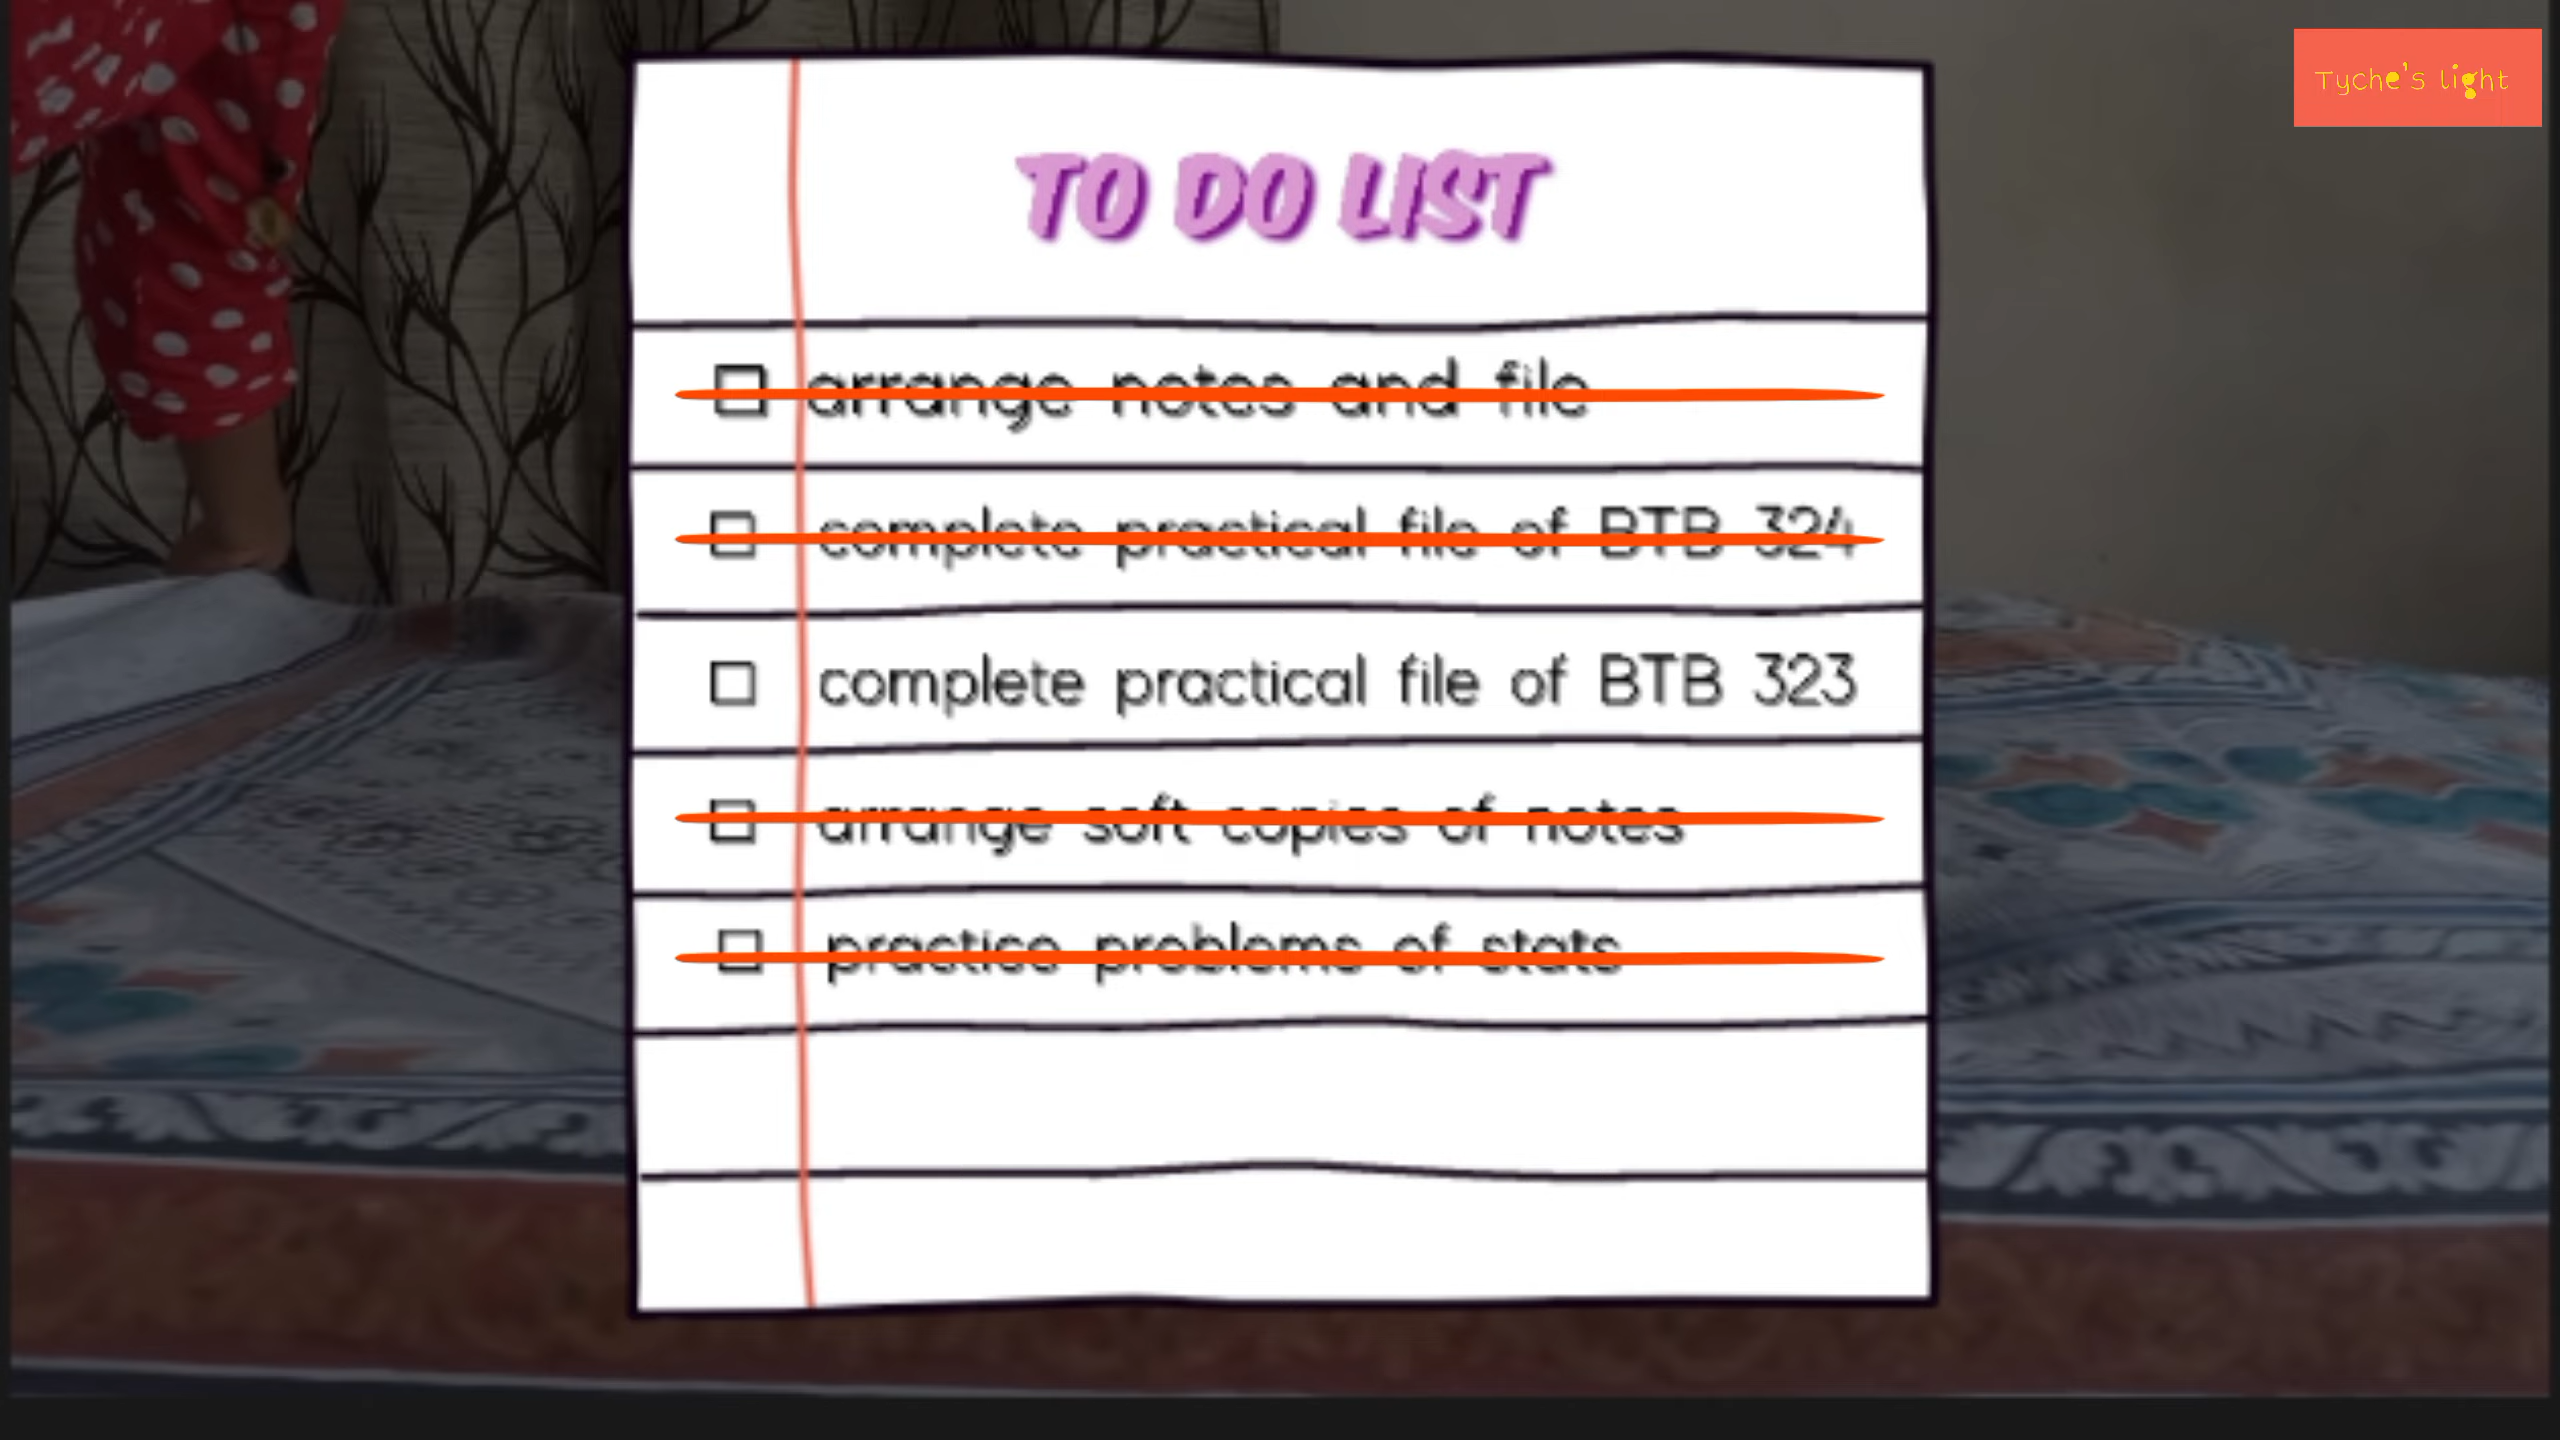 Tyche's light
TO DO LIST
☐ arrange notes and file
☐ complete practical file of BTB 324
☐ complete practical file of BTB 323
☐ arrange soft copies of notes
☐ practice problems of stats